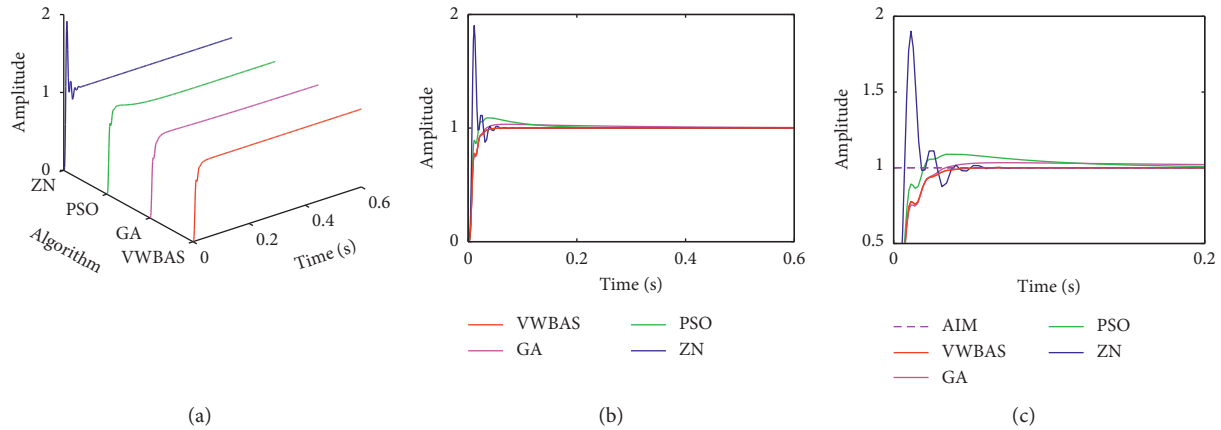 2
1
0
Amplitude
ZN
PSO
GA
VWBAS
Algorithm
0
0.2
0.4
0.6
Time (s)
(a)
2
1
0
Amplitude
0
0.2
0.4
0.6
Time (s)
VWBAS
PSO
GA
ZN
(b)
2
1.5
1
0.5
Amplitude
0
0.2
Time (s)
AIM
PSO
VWBAS
ZN
GA
(c)